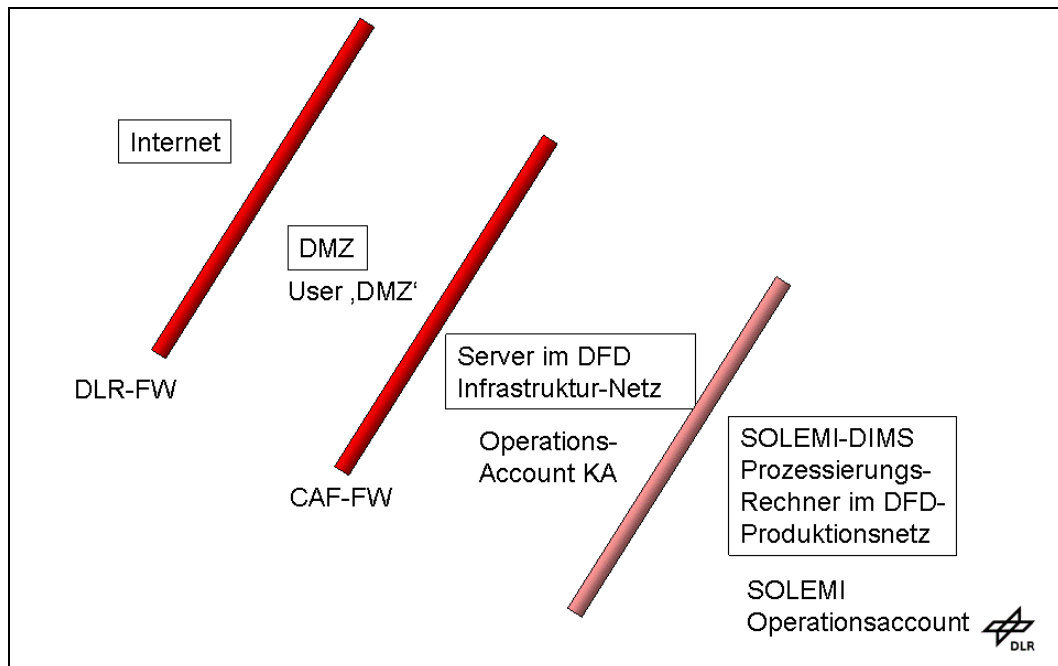 Internet
DMZ
User ‚DMZ‘
DLR-FW
Server im DFD
Infrastruktur-Netz
Operations-
Account KA
CAF-FW
SOLEMI-DIMS
Prozessierungs-
Rechner im DFD-
Produktionsnetz
SOLEMI
Operationsaccount
DLR